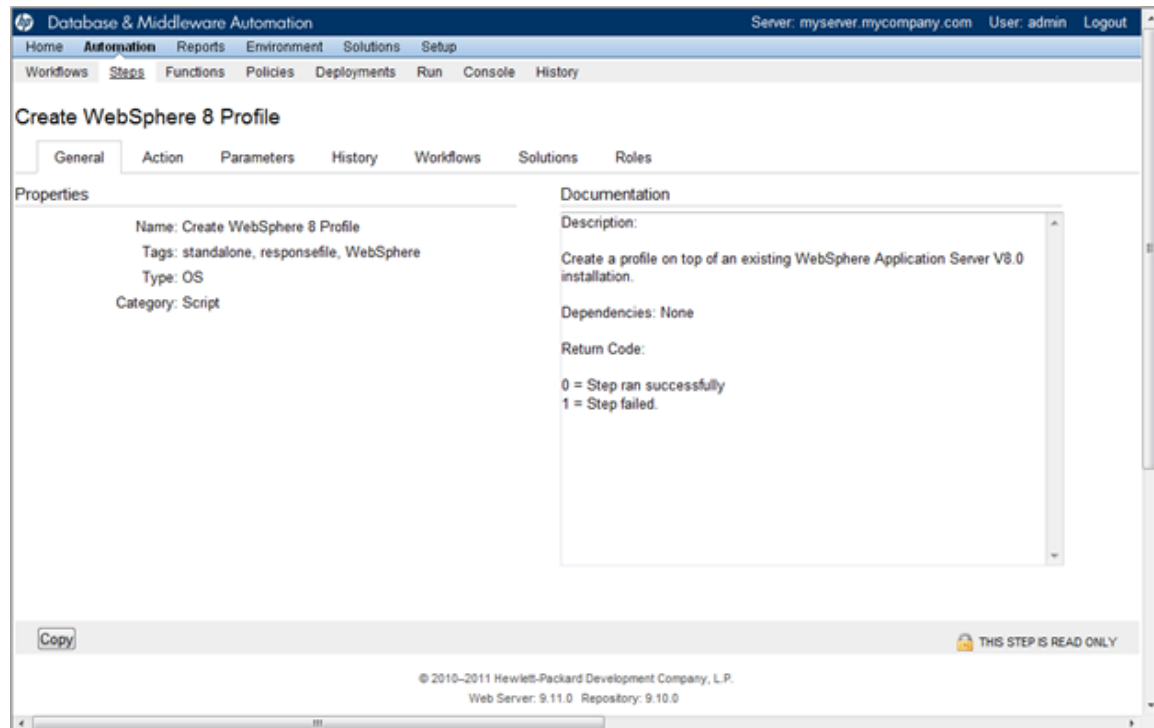 hp Database & Middleware Automation Server: myserver.mycompany.com User: admin Logout
Home Automation Reports Environment Solutions Setup
Workflows Steps Functions Policies Deployments Run Console History
Create WebSphere 8 Profile
General Action Parameters History Workflows Solutions Roles
Properties
Name: Create WebSphere 8 Profile
Tags: standalone, responsefile, WebSphere
Type: OS
Category: Script
Documentation
Description:
Create a profile on top of an existing WebSphere Application Server V8.0
installation.
Dependencies: None
Return Code:
0 = Step ran successfully
1 = Step failed.
Copy THIS STEP IS READ ONLY
© 2010–2011 Hewlett-Packard Development Company, L.P.
Web Server: 9.11.0 Repository: 9.10.0